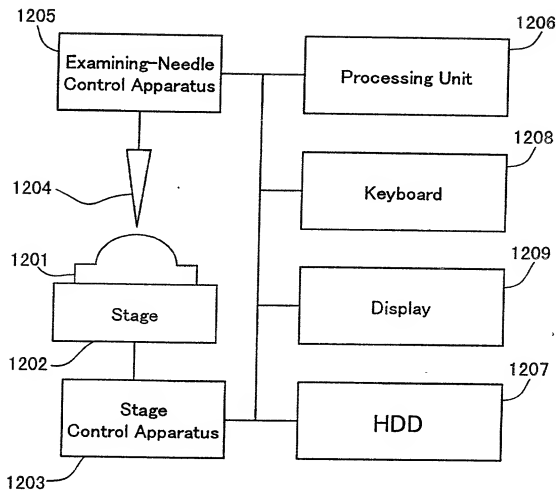 1205
1206
Examining-Needle
Control Apparatus
Processing Unit
1208
1204
Keyboard
1201
1209
Stage
Display
1202
1207
Stage
Control Apparatus
HDD
1203